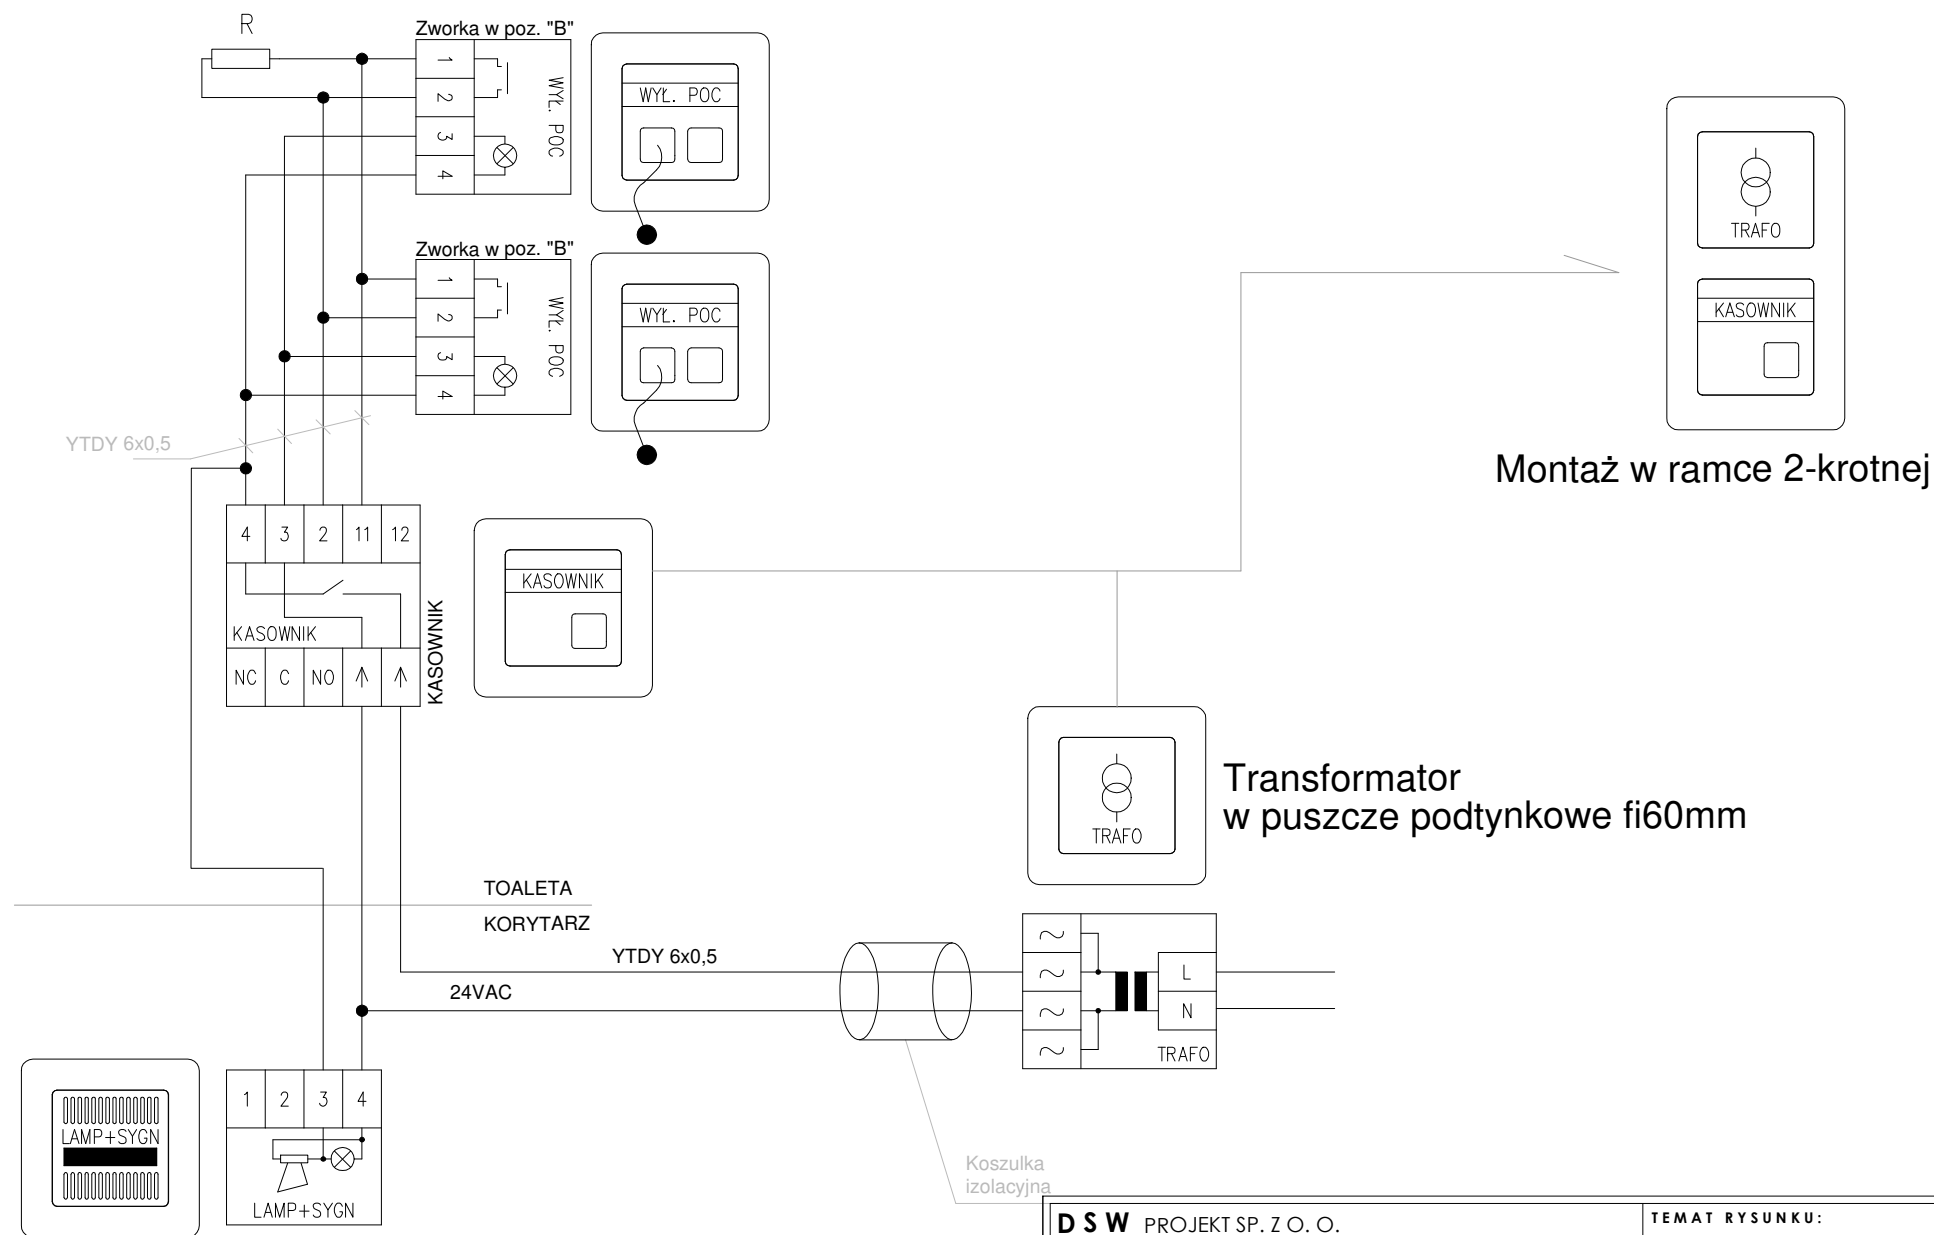 R
Zworka w poz. "B"
1
2
3
4
WYŁ. POC
WYŁ. POC
Zworka w poz. "B"
1
2
3
4
WYŁ. POC
WYŁ. POC
TRAFO
KASOWNIK
Montaż w ramce 2-krotnej
YTDY 6x0,5
4 3 2 11 12
KASOWNIK
NC C NO ↑ ↑
KASOWNIK
KASOWNIK
TRAFO
Transformator
w puszcze podtynkowe fi60mm
TOALETA
KORYTARZ
YTDY 6x0,5
24VAC
~
~
~
~
L
N
TRAFO
LAMP+SYGN
1 2 3 4
LAMP+SYGN
Koszulka
izolacyjna
DSW PROJEKT SP. Z O. O.
TEMAT RYSUNKU: